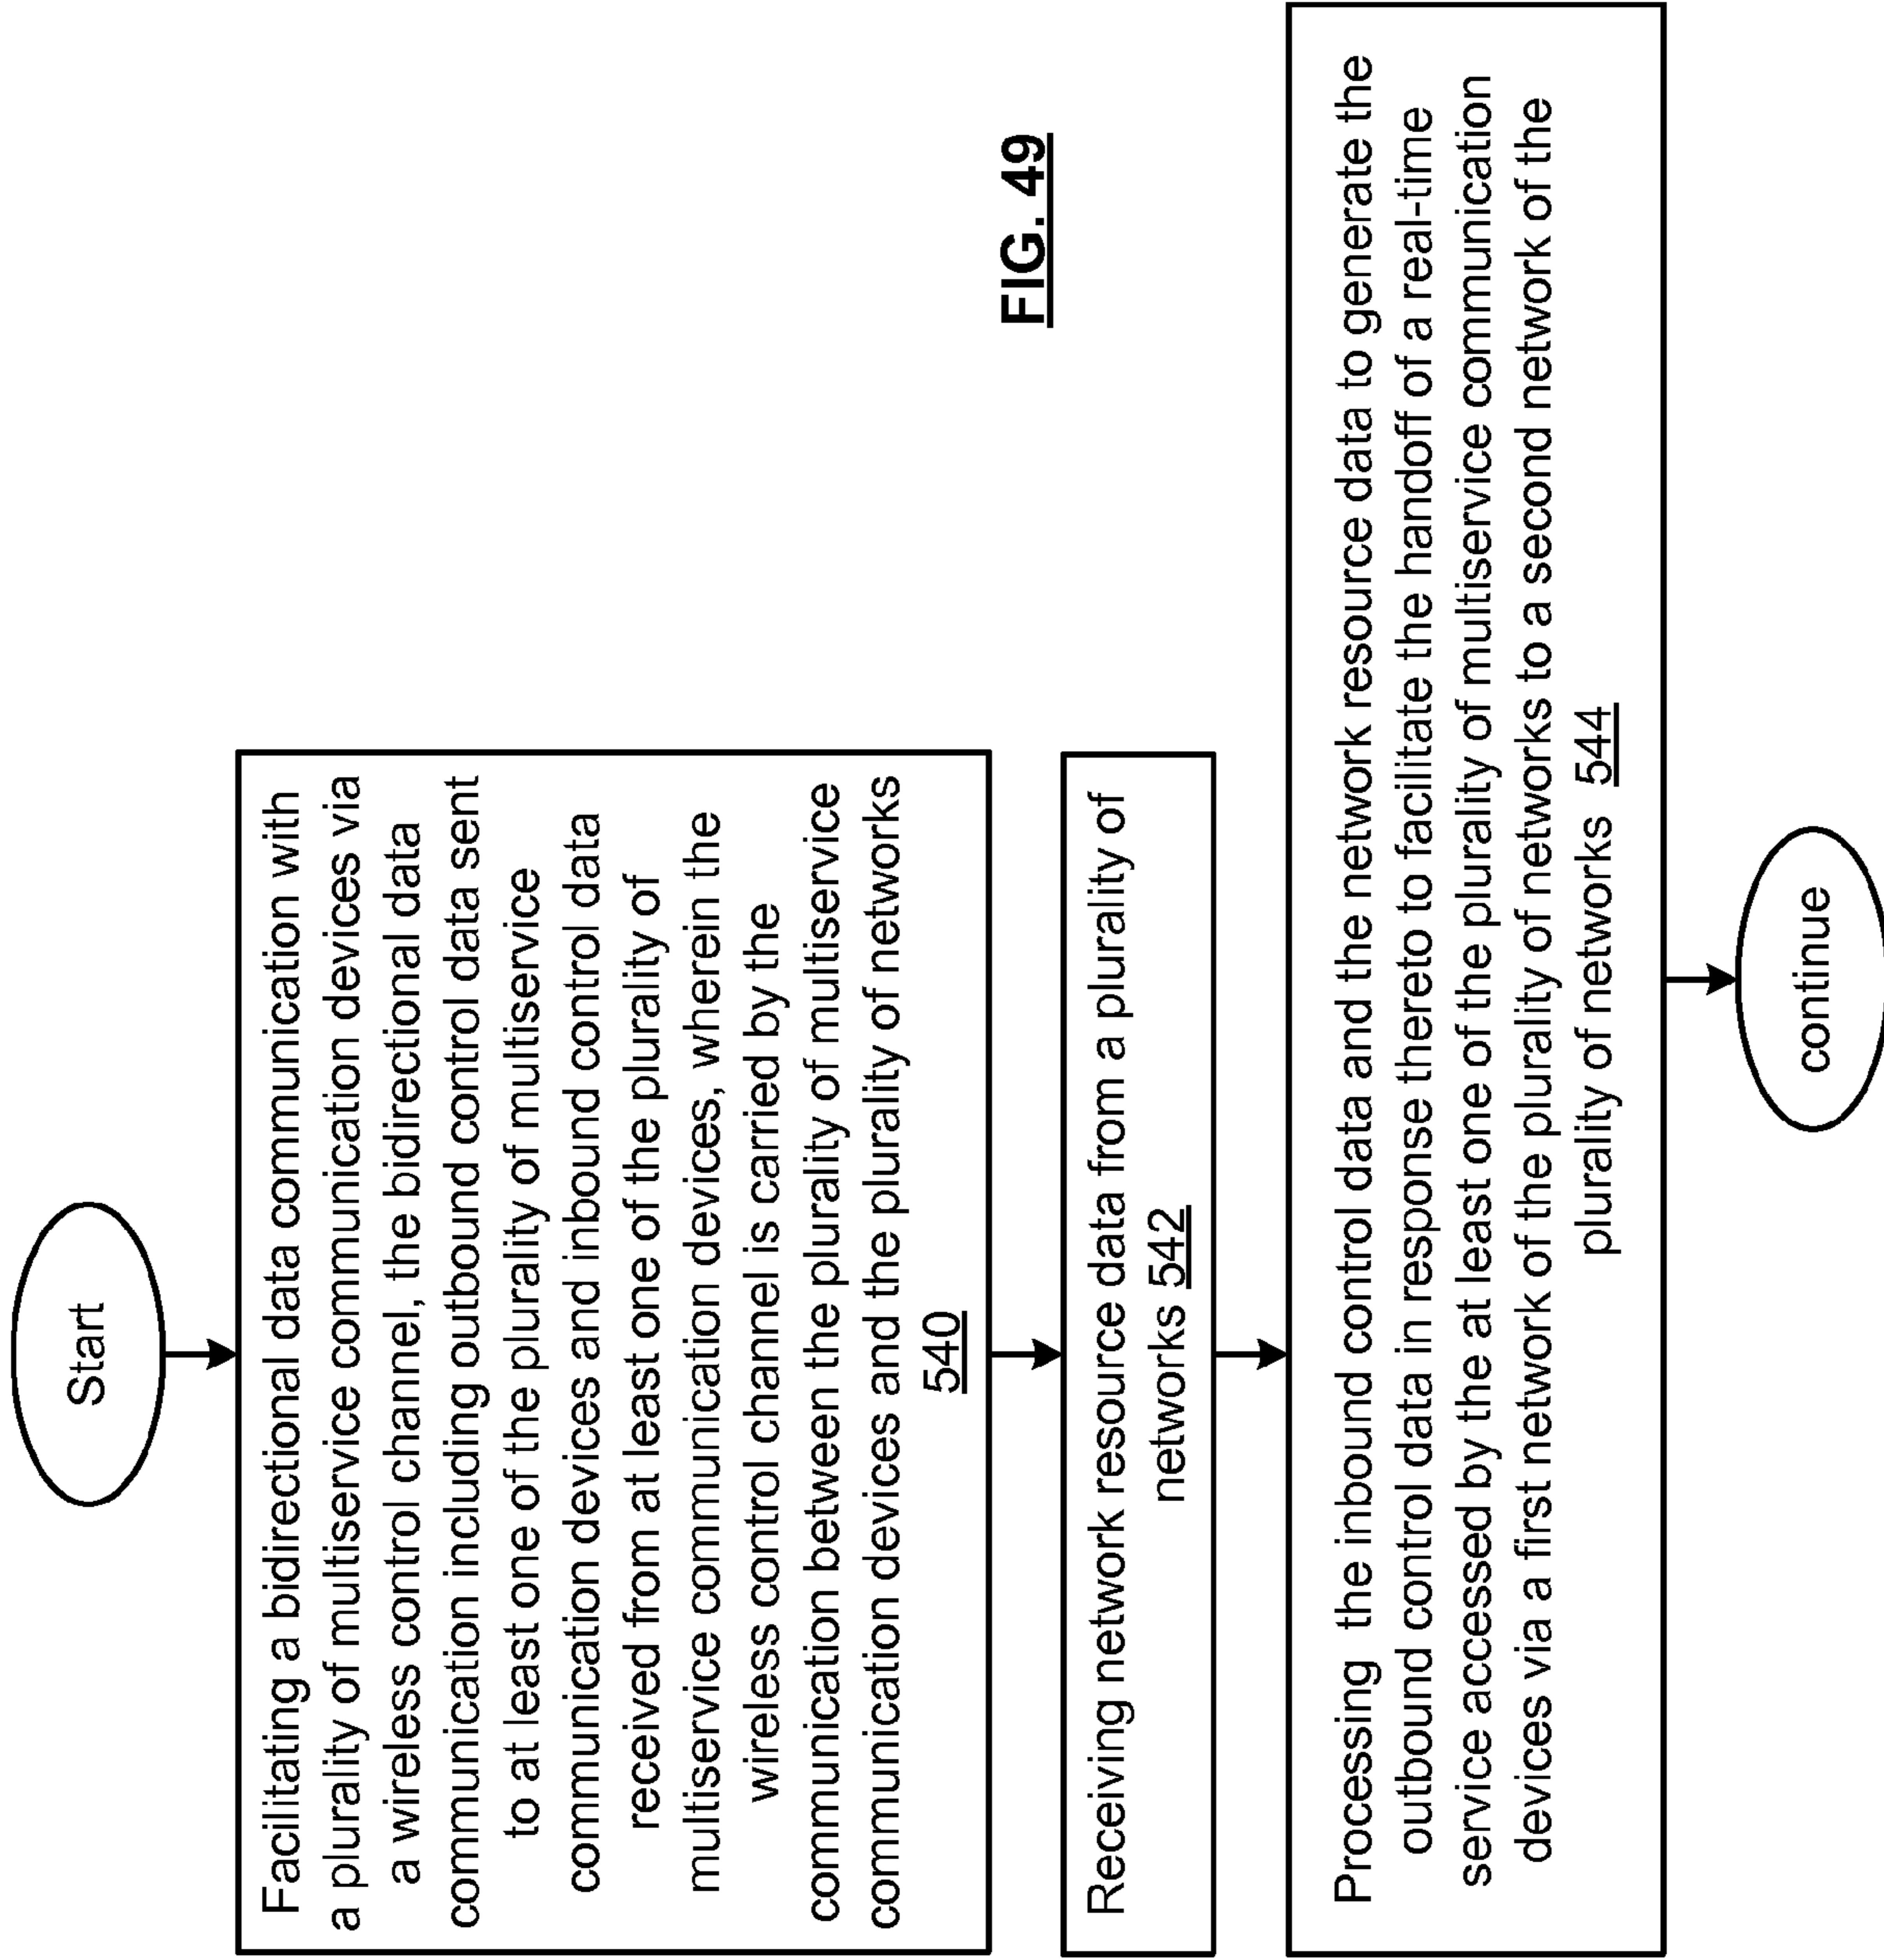 Start
Facilitating a bidirectional data communication with
a plurality of multiservice communication devices via
a wireless control channel, the bidirectional data
communication including outbound control data sent
to at least one of the plurality of multiservice
communication devices and inbound control data
received from at least one of the plurality of
multiservice communication devices, wherein the
wireless control channel is carried by the
communication between the plurality of multiservice
communication devices and the plurality of networks
540
Receiving network resource data from a plurality of
networks 542
Processing the inbound control data and the network resource data to generate the
outbound control data in response thereto to facilitate the handoff of a real-time
service accessed by the at least one of the plurality of multiservice communication
devices via a first network of the plurality of networks to a second network of the
plurality of networks 544
continue
FIG. 49